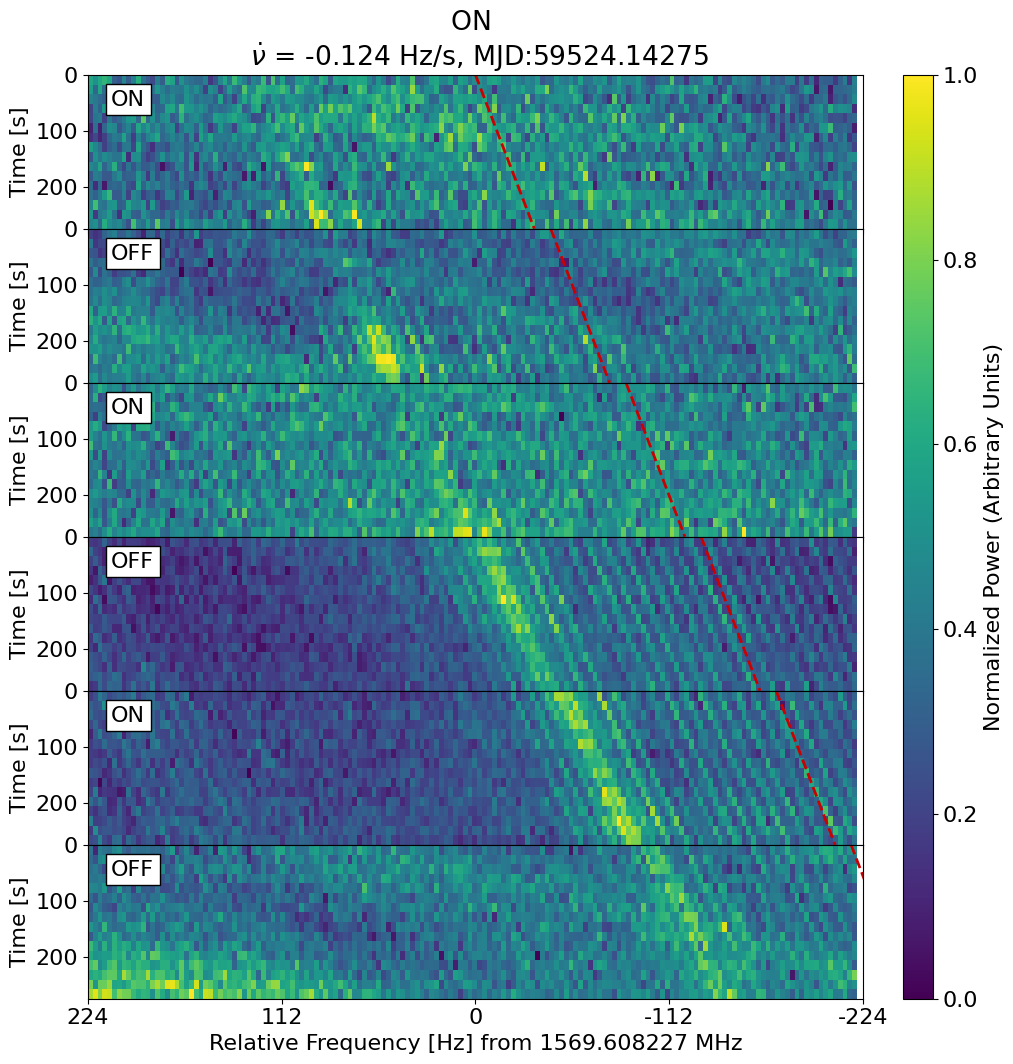 ON
ν̇ = -0.124 Hz/s, MJD:59524.14275
0
ON
100
Time [s]
200
0
OFF
100
Time [s]
200
0
ON
100
Time [s]
200
0
OFF
100
Time [s]
200
0
ON
100
Time [s]
200
0
OFF
100
Time [s]
200
224 112 0 -112 -224
Relative Frequency [Hz] from 1569.608227 MHz
1.0
0.8
0.6
0.4
0.2
0.0
Normalized Power (Arbitrary Units)